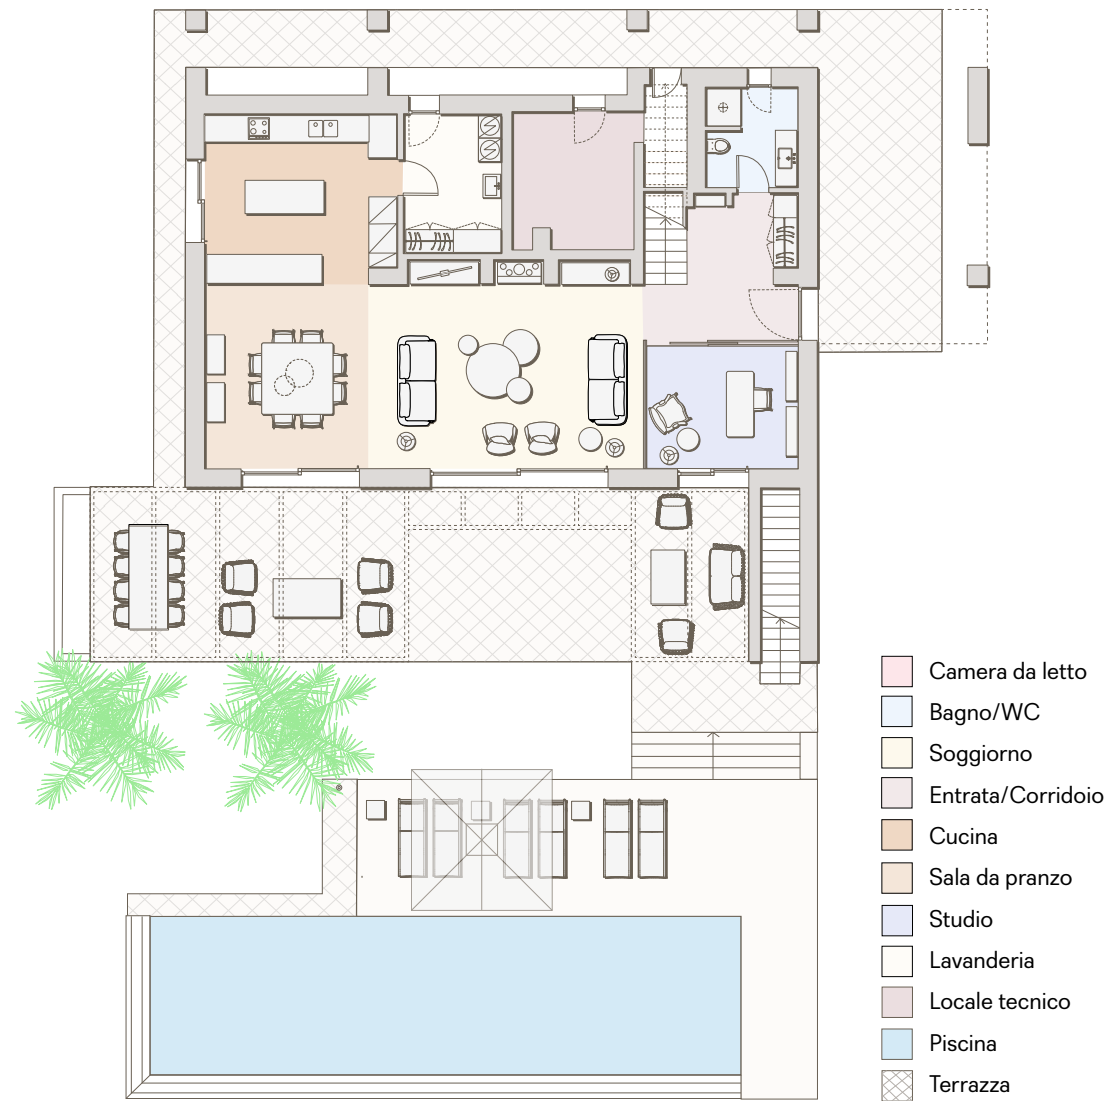 Camera da letto
Bagno/WC
Soggiorno
Entrata/Corridoio
Cucina
Sala da pranzo
Studio
Lavanderia
Locale tecnico
Piscina
Terrazza